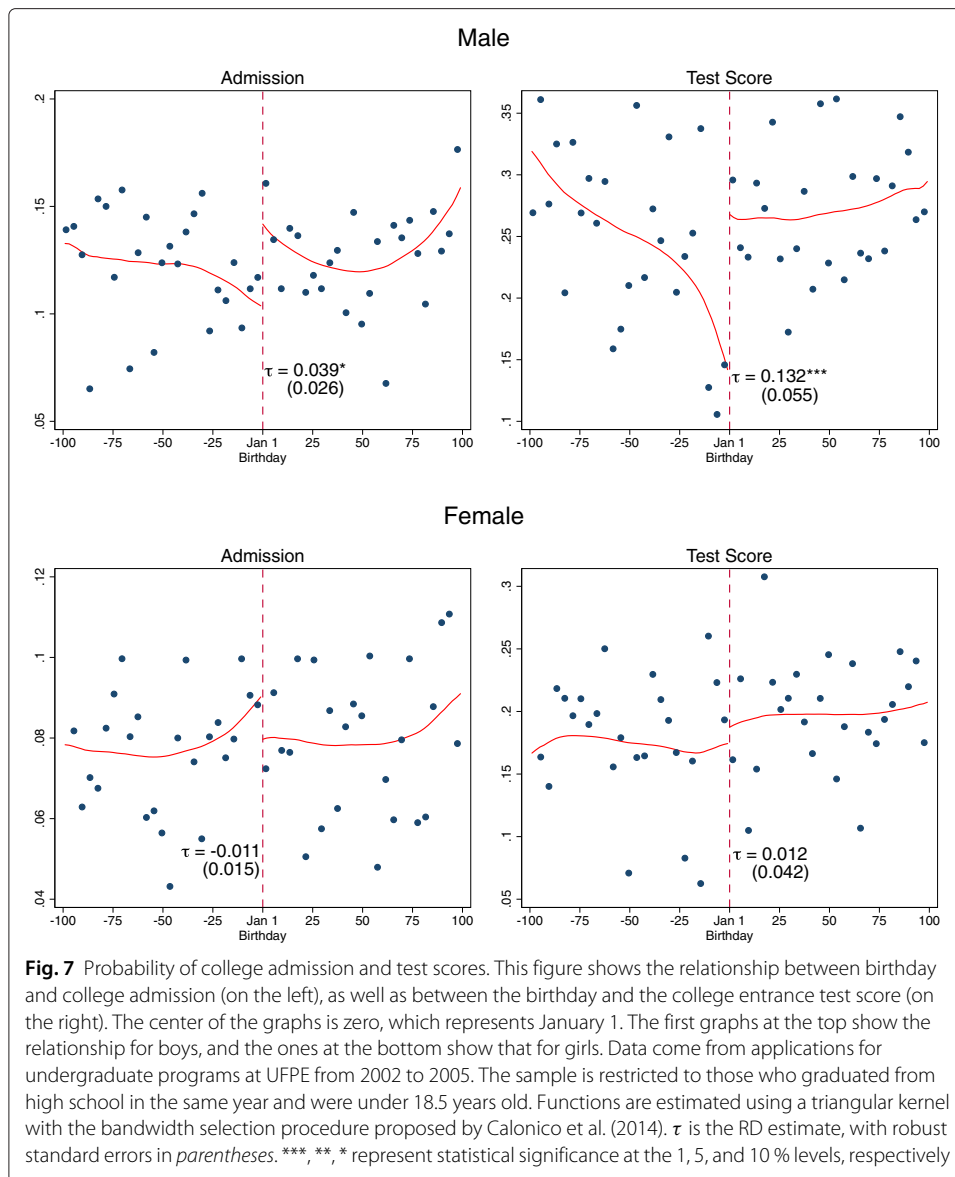 Male
Admission
Test Score
.2
.15
.1
.05
τ = 0.039*
(0.026)
-100 -75 -50 -25 Jan 1 25 50 75 100
Birthday
.35
.3
.25
.2
.15
.1
τ = 0.132***
(0.055)
-100 -75 -50 -25 Jan 1 25 50 75 100
Birthday
Female
Admission
Test Score
.12
.1
.08
.06
.04
τ = -0.011
(0.015)
-100 -75 -50 -25 Jan 1 25 50 75 100
Birthday
.3
.25
.2
.15
.1
.05
τ = 0.012
(0.042)
-100 -75 -50 -25 Jan 1 25 50 75 100
Birthday
Fig. 7 Probability of college admission and test scores. This figure shows the relationship between birthday
and college admission (on the left), as well as between the birthday and the college entrance test score (on
the right). The center of the graphs is zero, which represents January 1. The first graphs at the top show the
relationship for boys, and the ones at the bottom show that for girls. Data come from applications for
undergraduate programs at UFPE from 2002 to 2005. The sample is restricted to those who graduated from
high school in the same year and were under 18.5 years old. Functions are estimated using a triangular kernel
with the bandwidth selection procedure proposed by Calonico et al. (2014). τ is the RD estimate, with robust
standard errors in parentheses. ***, **, * represent statistical significance at the 1, 5, and 10 % levels, respectively